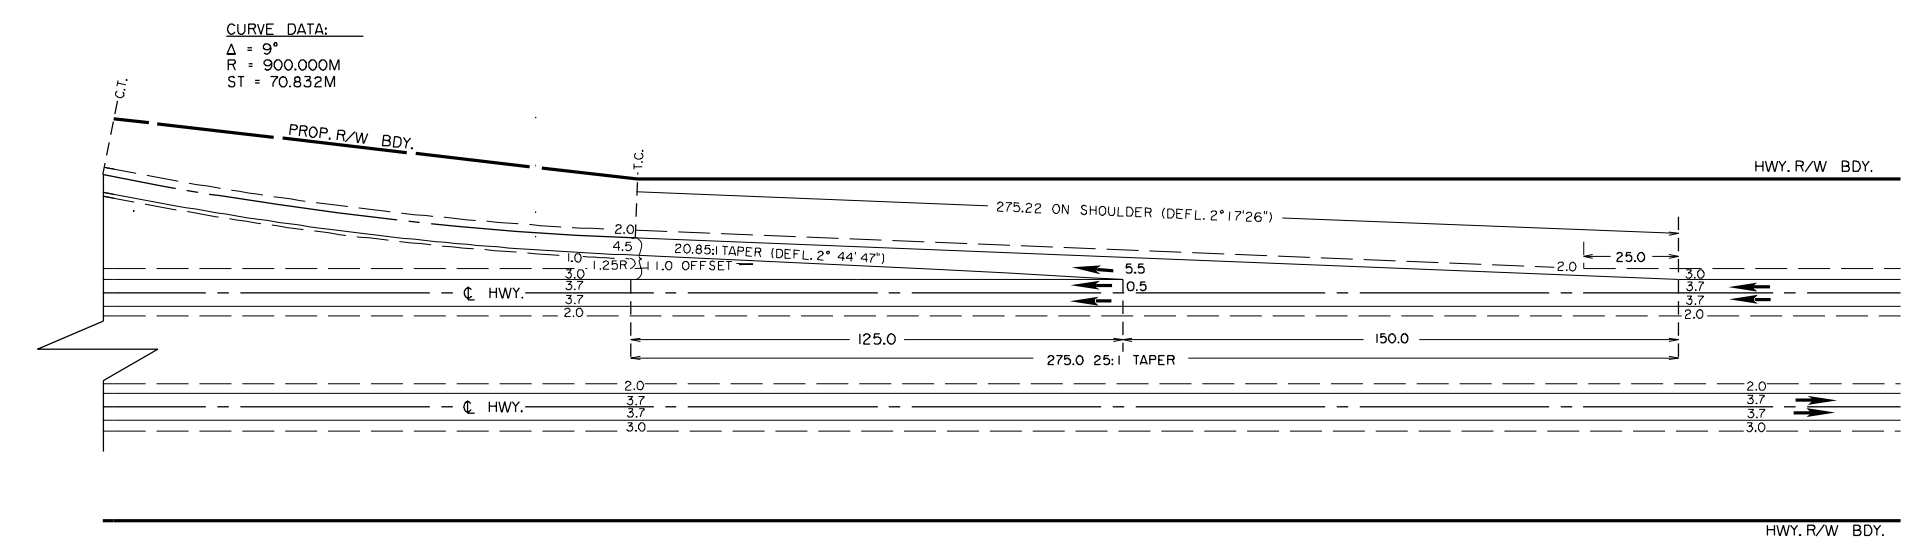 CURVE DATA:
Δ = 9°
R = 900.000M
ST = 70.832M
C.T.
PROP. R/W BDY.
T.C.
HWY. R/W BDY.
275.22 ON SHOULDER (DEFL. 2°17'26")
2.0
4.5
20.85:1 TAPER (DEFL. 2° 44' 47")
1.0
1.25R
11.0 OFFSET
2.0
25.0
5.5
0.5
3.0
3.7
3.7
2.0
℄ HWY.
3.0
3.7
3.7
2.0
125.0
150.0
275.0 25:1 TAPER
℄ HWY.
2.0
3.7
3.7
3.0
2.0
3.7
3.7
3.0
HWY. R/W BDY.